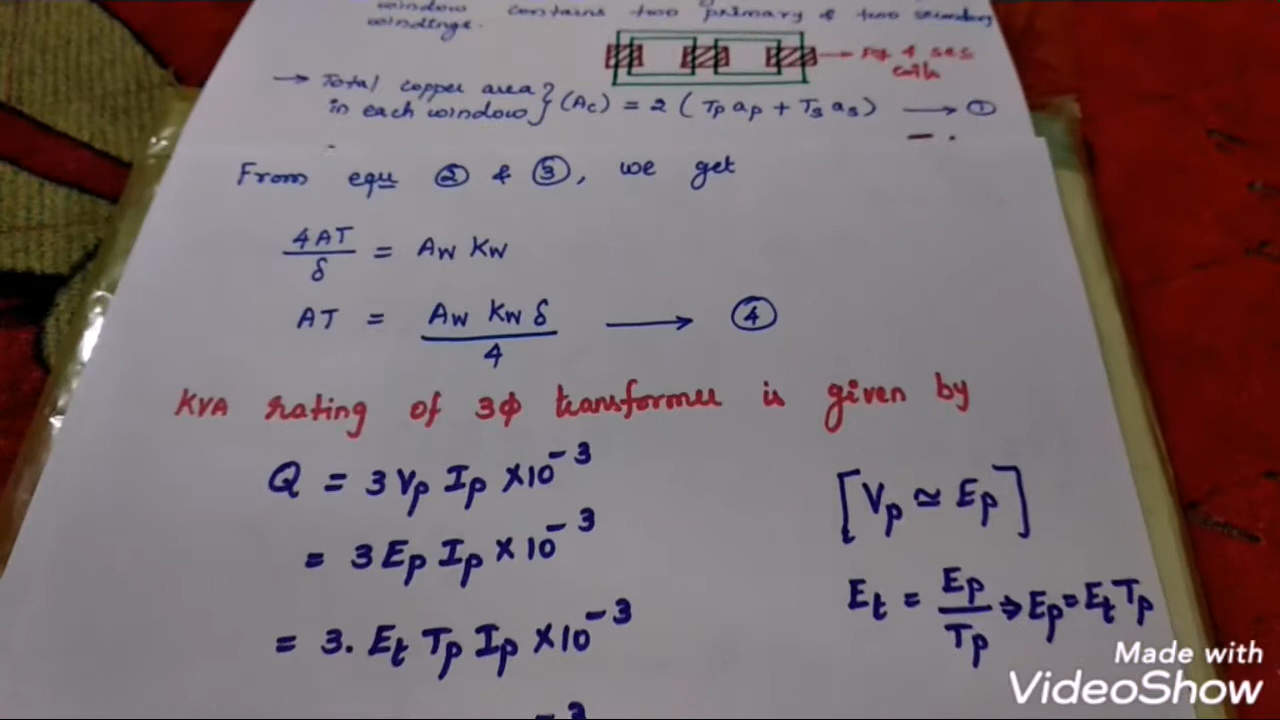 window contains two primary & two secondary
windings.
→ Total copper area
in each window } (Ac) = 2 ( Tp ap + Ts as ) → ①
From equ ② & ③, we get
4AT / δ = Aw Kw
AT = Aw Kw δ / 4 → ④
KVA rating of 3φ transformer is given by
Q = 3 Vp Ip ×10⁻³
[Vp ≃ Ep]
= 3 Ep Ip ×10⁻³
Et = Ep / Tp ⇒ Ep = Et Tp
= 3. Et Tp Ip ×10⁻³
Made with
VideoShow